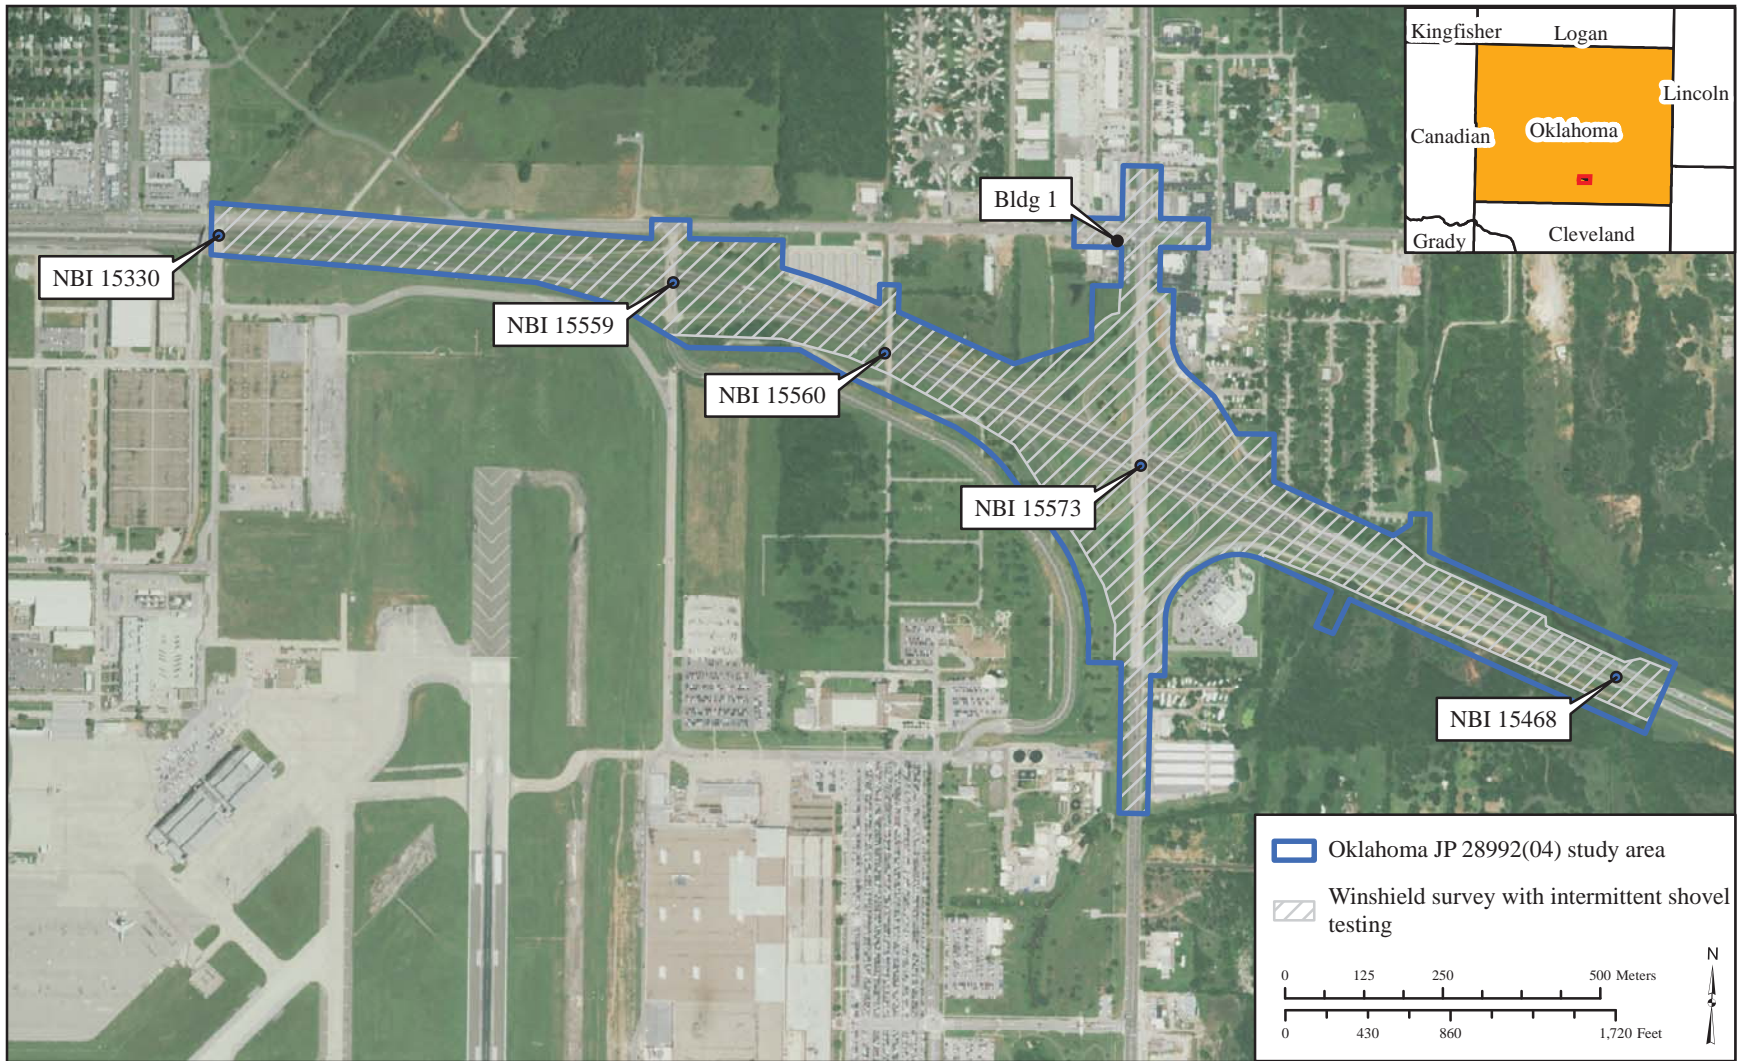 Kingfisher
Logan
Lincoln
Canadian
Oklahoma
Grady
Cleveland
Bldg 1
NBI 15330
NBI 15559
NBI 15560
NBI 15573
NBI 15468
Oklahoma JP 28992(04) study area
Winshield survey with intermittent shovel
testing
0 125 250 500 Meters
0 430 860 1,720 Feet
N